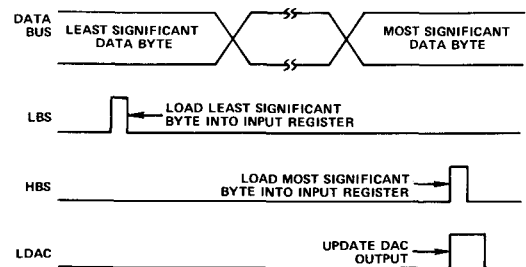 DATA
BUS
LEAST SIGNIFICANT
DATA BYTE
MOST SIGNIFICANT
DATA BYTE
LBS
LOAD LEAST SIGNIFICANT
BYTE INTO INPUT REGISTER
HBS
LOAD MOST SIGNIFICANT
BYTE INTO INPUT REGISTER
LDAC
UPDATE DAC
OUTPUT